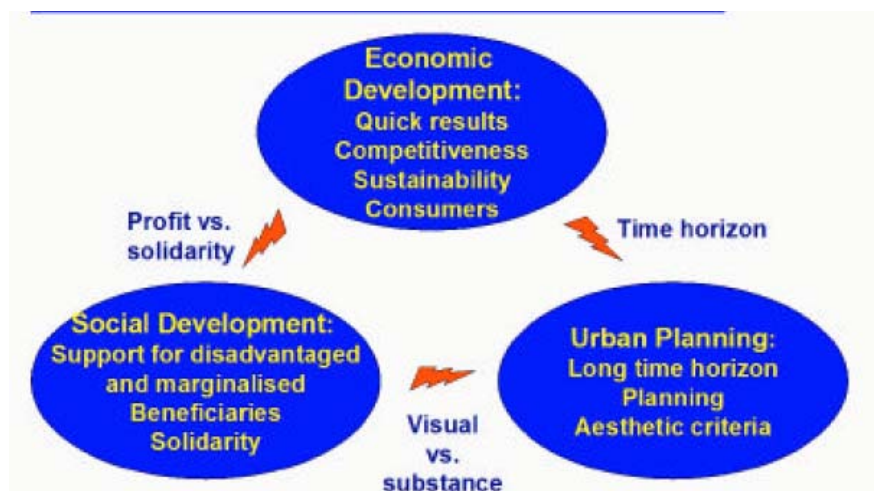 Economic
Development:
Quick results
Competitiveness
Sustainability
Consumers
Profit vs.
solidarity
Time horizon
Social Development:
Support for disadvantaged
and marginalised
Beneficiaries
Solidarity
Urban Planning:
Long time horizon
Planning
Aesthetic criteria
Visual
vs.
substance